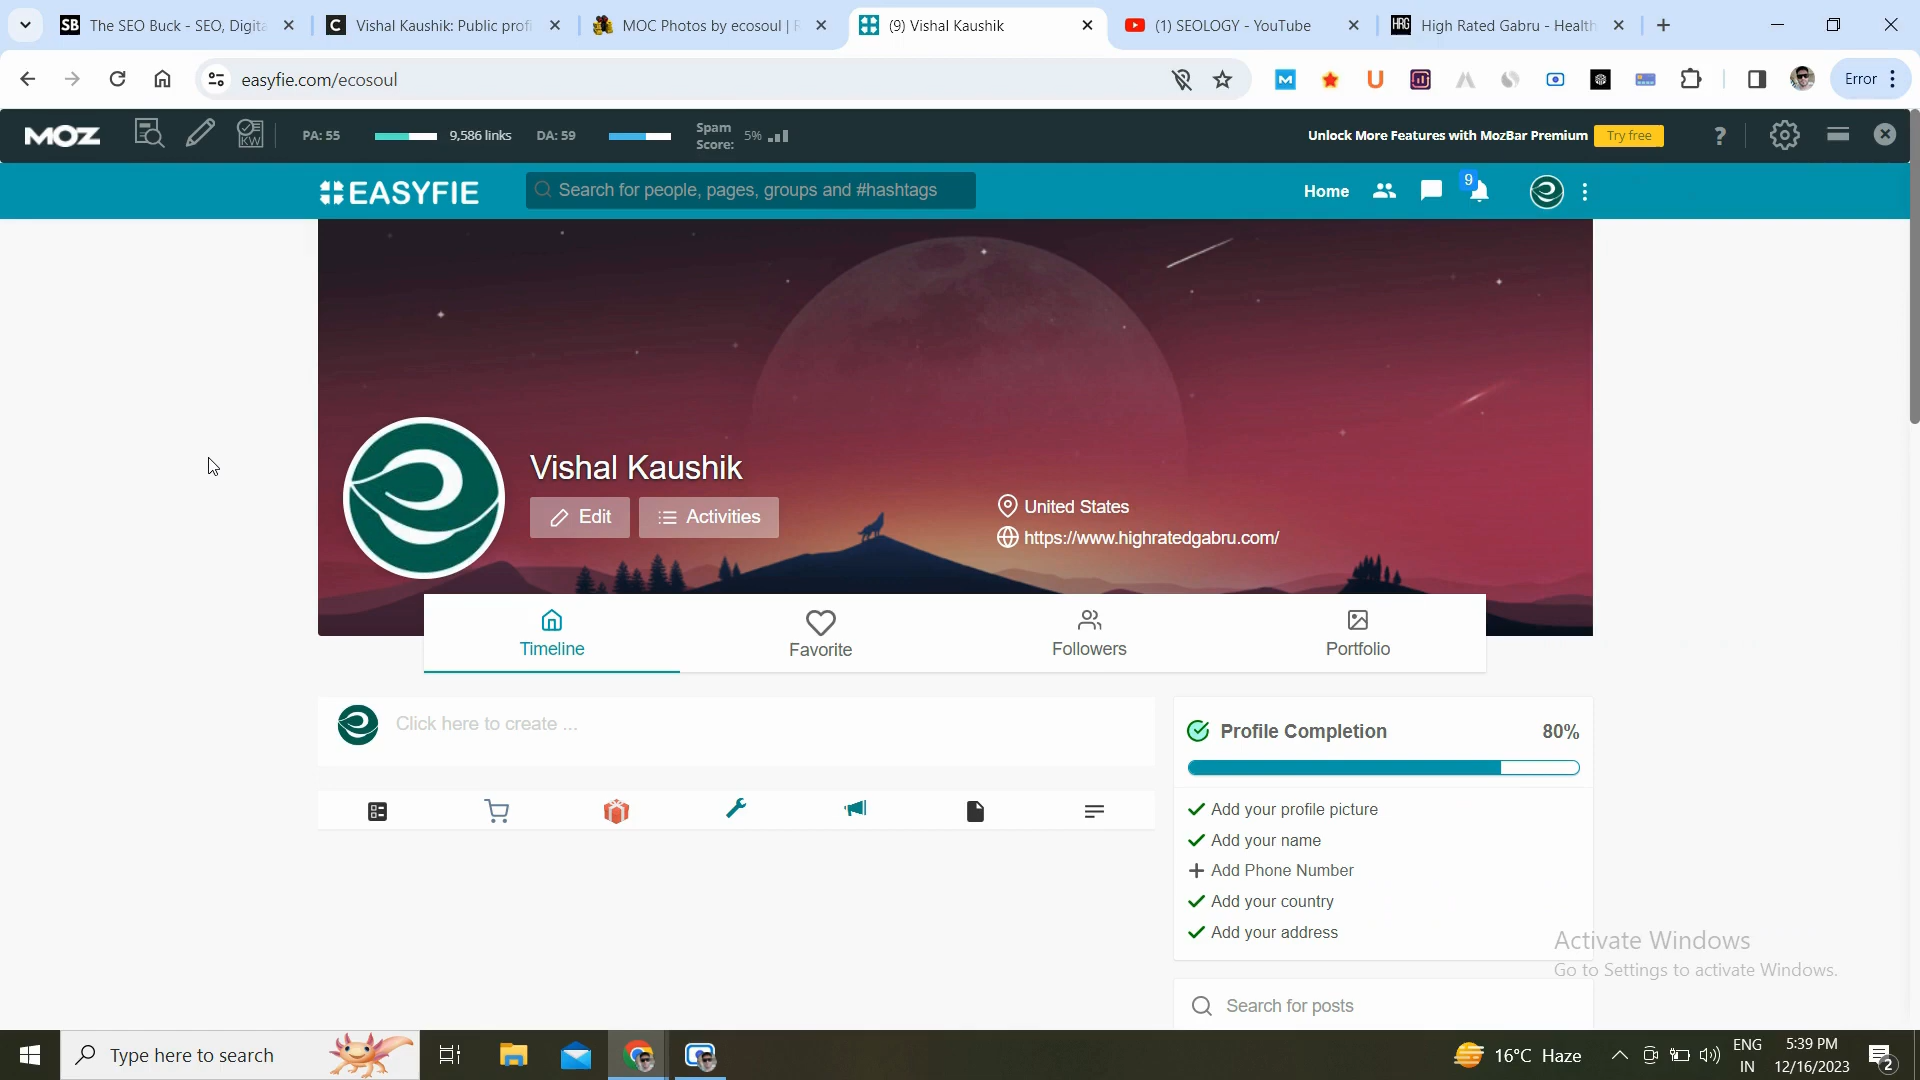 SB The SEO Buck - SEO, Digita
C Vishal Kaushik: Public profi
MOC Photos by ecosoul | F
(9) Vishal Kaushik
(1) SEOLOGY - YouTube
HRG High Rated Gabru - Health
easyfie.com/ecosoul
Error
MOZ
KW
PA: 55
9,586 links
DA: 59
Spam Score: 5%
Unlock More Features with MozBar Premium
Try free
?
EASYFIE
Search for people, pages, groups and #hashtags
Home
9
Vishal Kaushik
Edit
Activities
United States
https://www.highratedgabru.com/
Timeline
Favorite
Followers
Portfolio
Click here to create ...
Profile Completion
80%
Add your profile picture
Add your name
Add Phone Number
Add your country
Add your address
Search for posts
Activate Windows
Go to Settings to activate Windows.
Type here to search
16°C Haze
ENG
IN
5:39 PM
12/16/2023
2